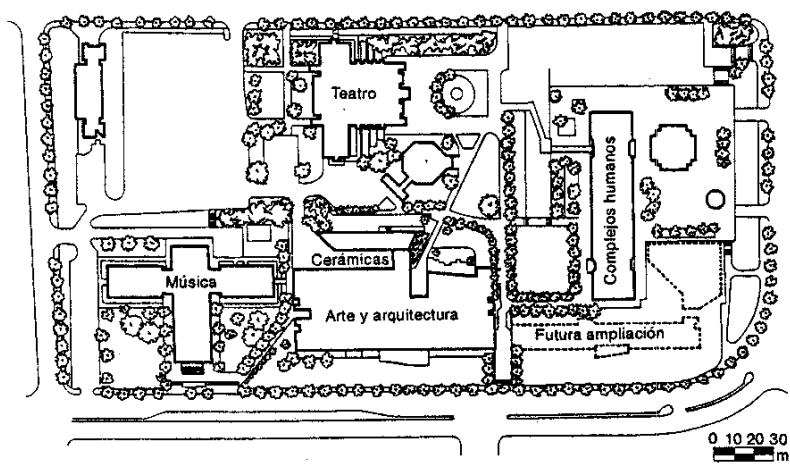 Teatro
Complejos humanos
Cerámicas
Música
Arte y arquitectura
Futura ampliación
0 10 20 30
m